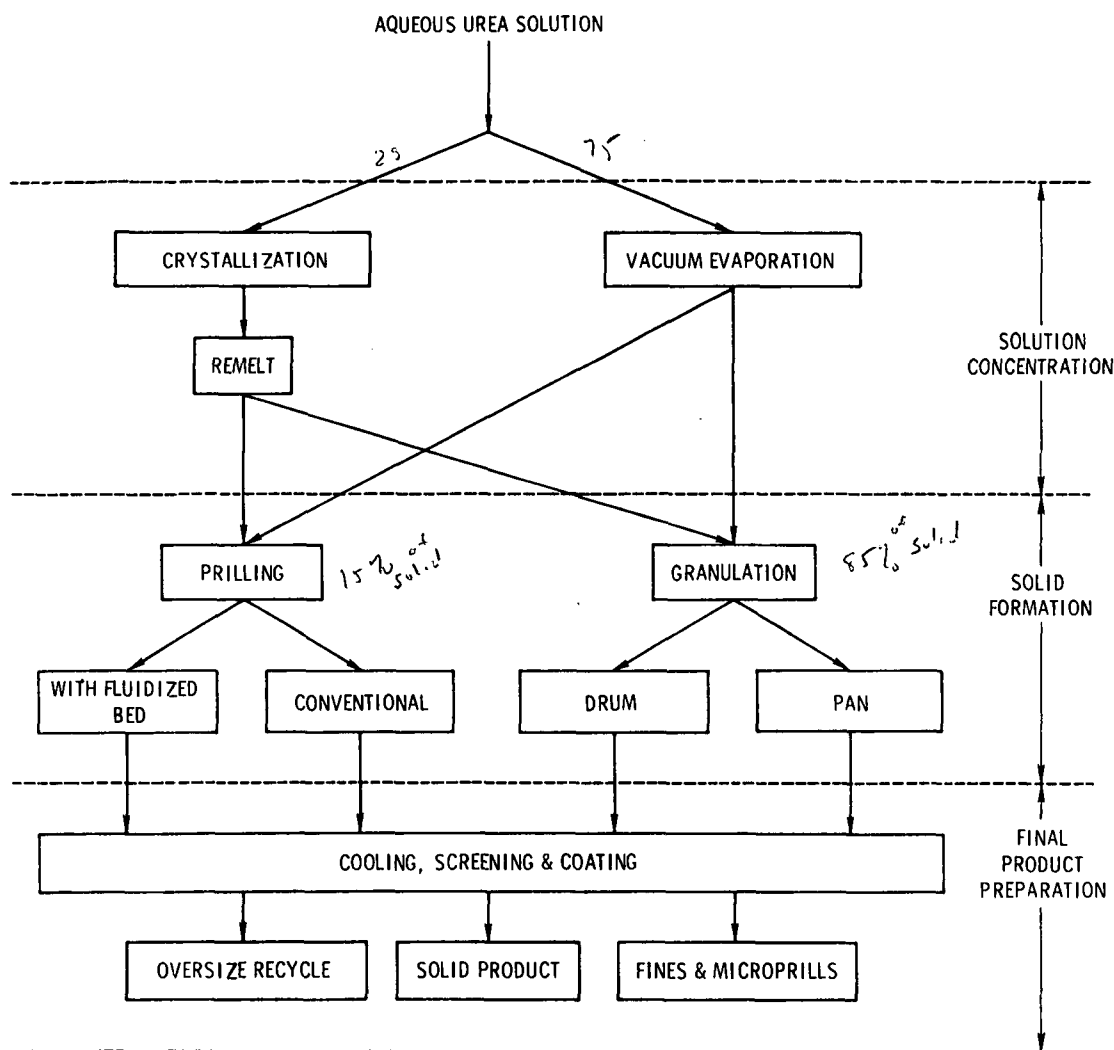 AQUEOUS UREA SOLUTION
25
75
CRYSTALLIZATION
VACUUM EVAPORATION
REMELT
SOLUTION
CONCENTRATION
PRILLING
15% of
solid
GRANULATION
85% of solid
SOLID
FORMATION
WITH FLUIDIZED
BED
CONVENTIONAL
DRUM
PAN
COOLING, SCREENING & COATING
FINAL
PRODUCT
PREPARATION
OVERSIZE RECYCLE
SOLID PRODUCT
FINES & MICROPRILLS